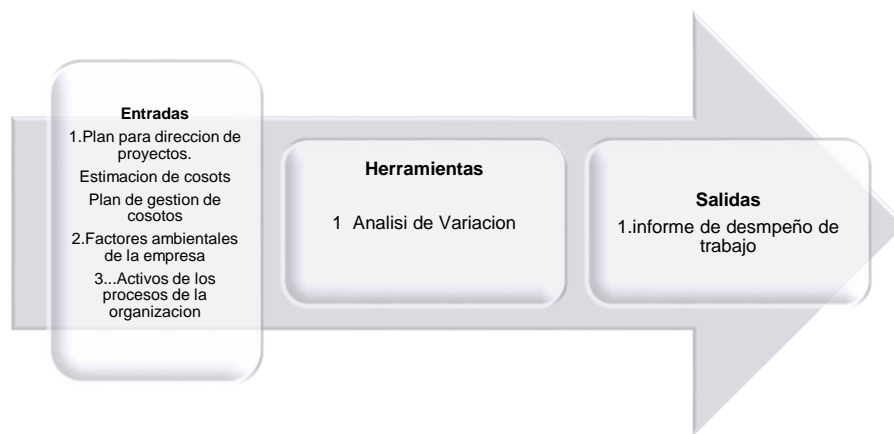 Entradas
1.Plan para direccion de
proyectos.
Estimacion de cosots
Plan de gestion de
cosotos
2.Factores ambientales
de la empresa
3...Activos de los
procesos de la
organizacion
Herramientas
1 Analisi de Variacion
Salidas
1.informe de desmpeño de
trabajo